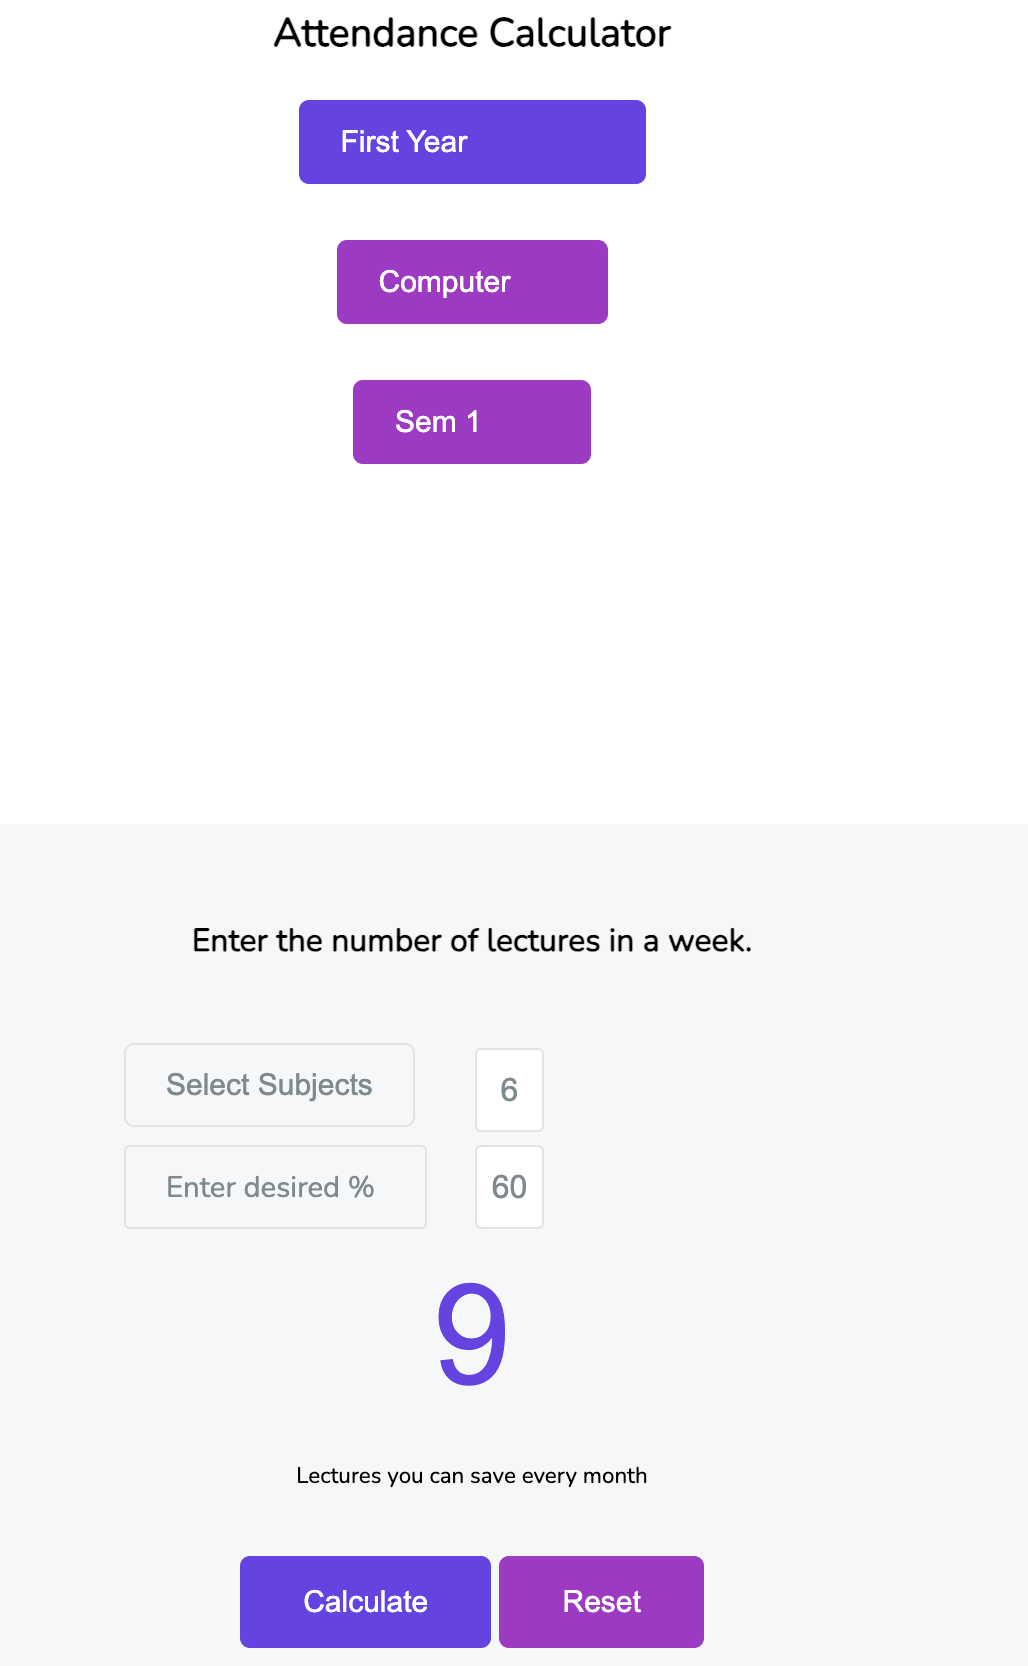 Attendance Calculator
First Year
Computer
Sem 1
Enter the number of lectures in a week.
Select Subjects 6
Enter desired % 60
9
Lectures you can save every month
Calculate Reset